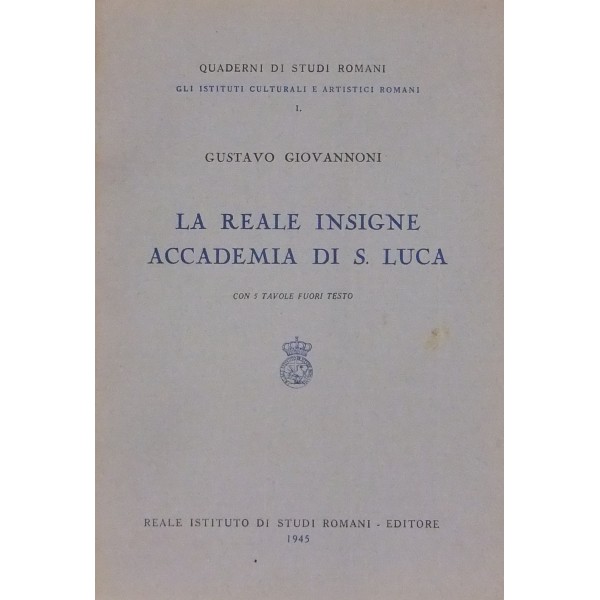 QUADERNI DI STUDI ROMANI
GLI ISTITUTI CULTURALI E ARTISTICI ROMANI
I.
GUSTAVO GIOVANNONI
LA REALE INSIGNE
ACCADEMIA DI S. LUCA
CON 5 TAVOLE FUORI TESTO
REALE ISTITUTO DI STUDI ROMANI - EDITORE
1945